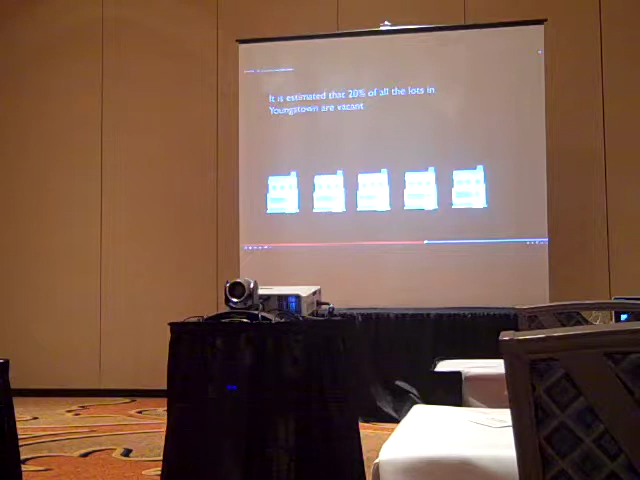 It is estimated that 20% of all the lots in
Youngstown are vacant